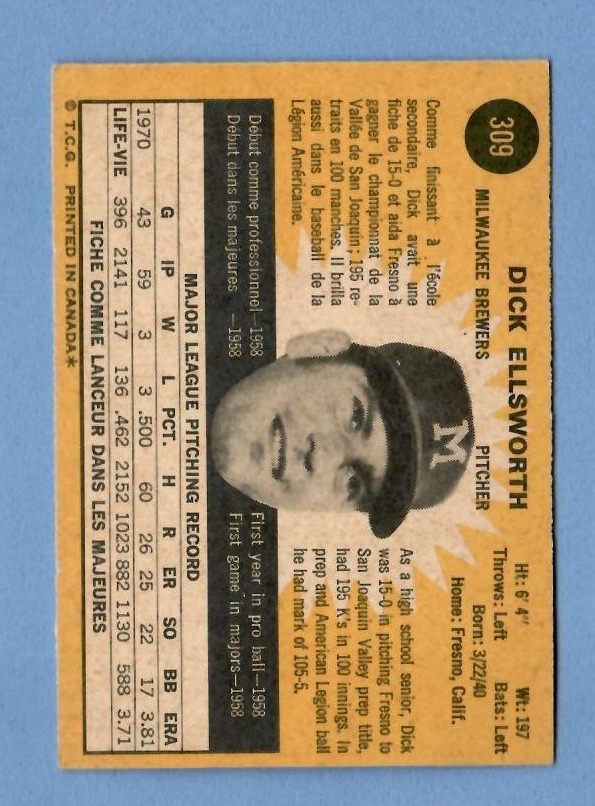 309
DICK ELLSWORTH
MILWAUKEE BREWERS PITCHER
Ht: 6' 4" Wt: 197
Throws: Left Bats: Left
Born: 3/22/40
Home: Fresno, Calif.
Comme finissant à l'école
secondaire, Dick avait une
fiche de 15-0 et aida Fresno à
gagner le championnat de la
Vallée de San Joaquin: 195 re-
traits en 100 manches. Il brilla
aussi dans le baseball de la
Légion Américaine.
M
As a high school senior, Dick
was 15-0 in pitching Fresno to
San Joaquin Valley prep title,
had 195 K's in 100 innings. In
prep and American Legion ball
he had mark of 105-5.
Début comme professionnel—1958
Début dans les majeures —1958
First year in pro ball—1958
First game in majors—1958
MAJOR LEAGUE PITCHING RECORD
G IP W L PCT. H R ER SO BB ERA
1970 43 59 3 3 .500 60 26 25 22 17 3.81
LIFE-VIE 396 2141 117 136 .462 2152 1023 882 1130 588 3.71
FICHE COMME LANCEUR DANS LES MAJEURES
© T.C.G. PRINTED IN CANADA*